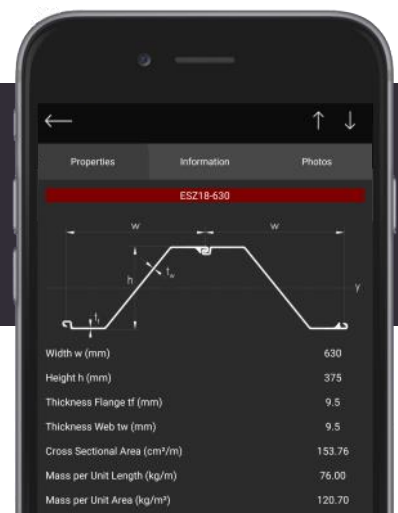 Properties Information Photos
ESZ18-630
w w
h t_w
y
t_f
Width w (mm) 630
Height h (mm) 375
Thickness Flange tf (mm) 9.5
Thickness Web tw (mm) 9.5
Cross Sectional Area (cm²/m) 153.76
Mass per Unit Length (kg/m) 76.00
Mass per Unit Area (kg/m²) 120.70